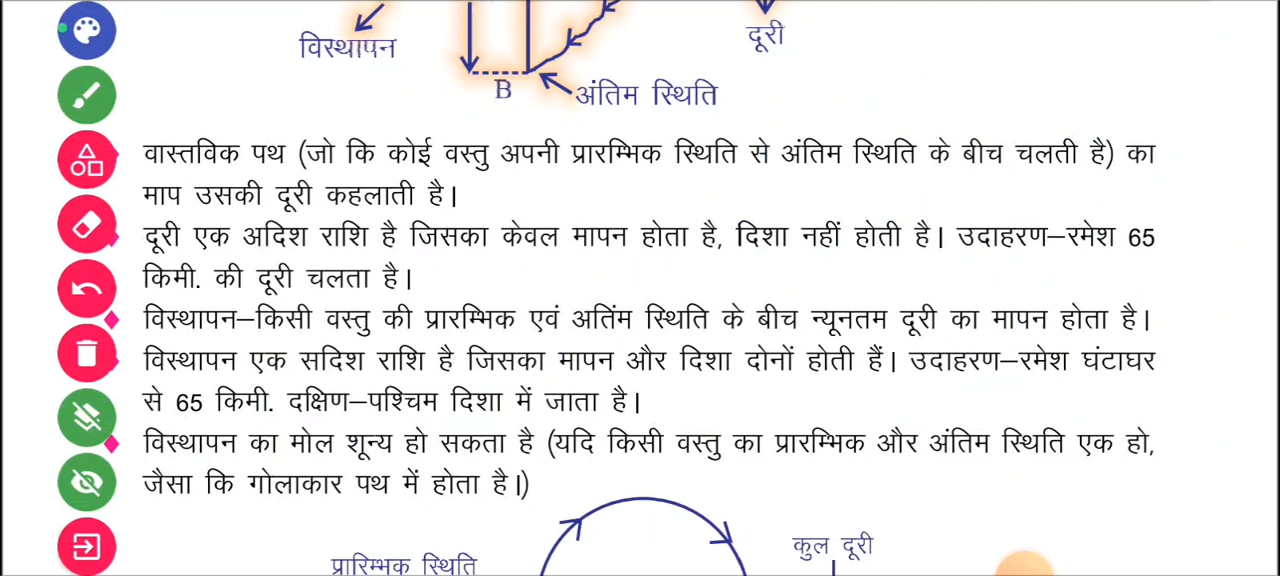 विस्थापन
दूरी
B
अंतिम स्थिति
वास्तविक पथ (जो कि कोई वस्तु अपनी प्रारम्भिक स्थिति से अंतिम स्थिति के बीच चलती है) का
माप उसकी दूरी कहलाती है।
दूरी एक अदिश राशि है जिसका केवल मापन होता है, दिशा नहीं होती है। उदाहरण–रमेश 65
किमी. की दूरी चलता है।
विस्थापन–किसी वस्तु की प्रारम्भिक एवं अतिंम स्थिति के बीच न्यूनतम दूरी का मापन होता है।
विस्थापन एक सदिश राशि है जिसका मापन और दिशा दोनों होती हैं। उदाहरण–रमेश घंटाघर
से 65 किमी. दक्षिण–पश्चिम दिशा में जाता है।
विस्थापन का मोल शून्य हो सकता है (यदि किसी वस्तु का प्रारम्भिक और अंतिम स्थिति एक हो,
जैसा कि गोलाकार पथ में होता है।)
कुल दूरी
प्रारिम्भक स्थिति